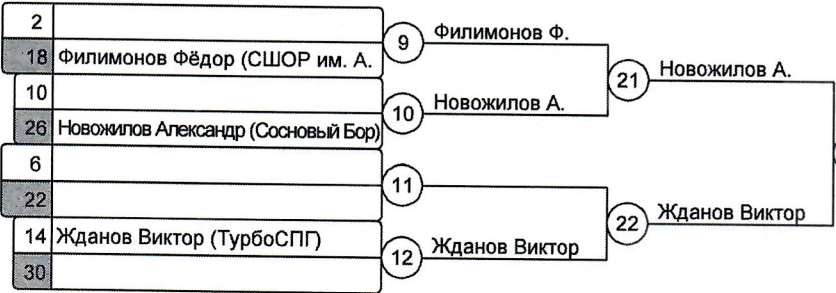 2
9
Филимонов Ф.
18 Филимонов Фёдор (СШОР им. А.
21
Новожилов А.
10
10
Новожилов А.
26 Новожилов Александр (Сосновый Бор)
6
11
22
22
Жданов Виктор
14 Жданов Виктор (ТурбоСПГ)
12
Жданов Виктор
30